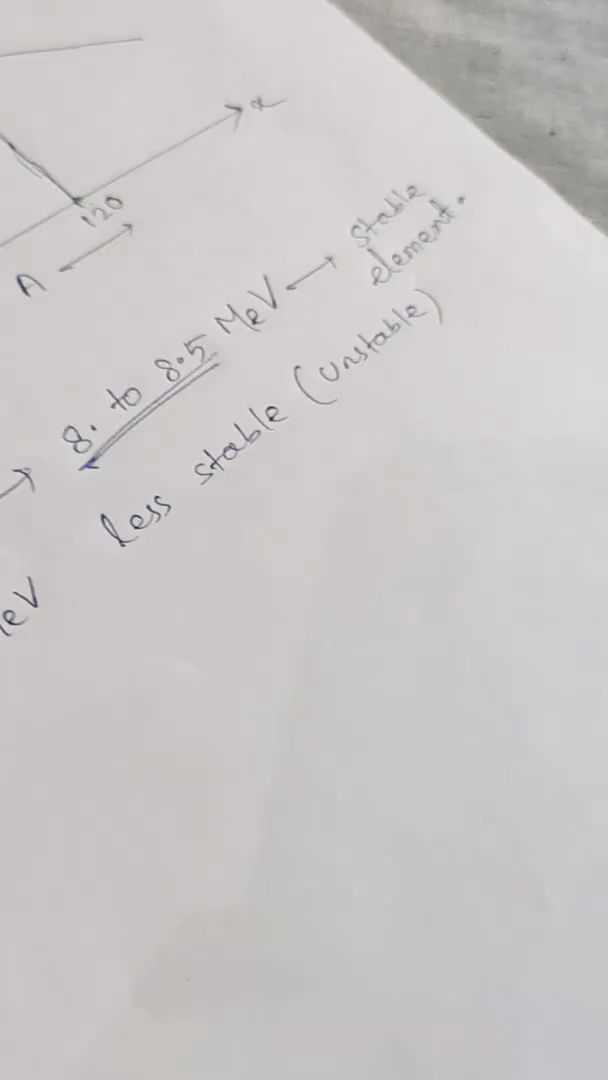 x
120
A →
→ 8. to 8.5 MeV → Stable
element.
less stable (unstable)
eV